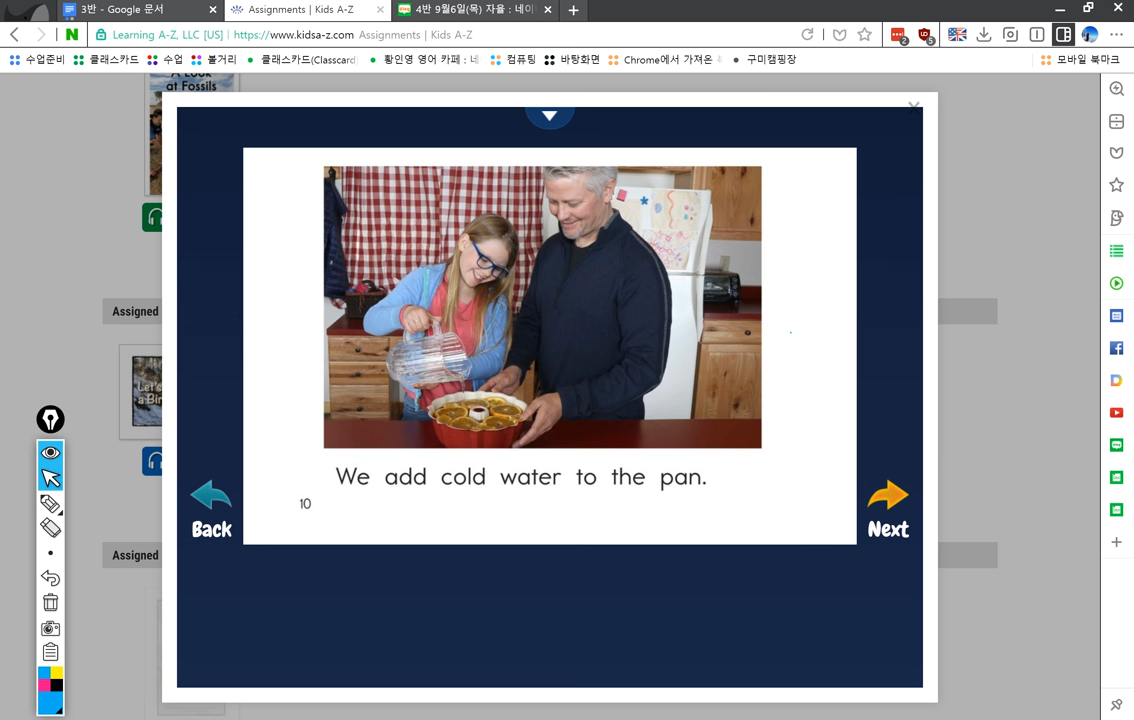 3반 - Google 문서
Assignments | Kids A-Z
4반 9월6일(목) 자율 : 네이
Learning A-Z, LLC [US] | https://www.kidsa-z.com Assignments | Kids A-Z
수업준비 클래스카드 수업 볼거리 클래스카드(Classcard 황인영 영어 카페 : 네 컴퓨팅 바탕화면 Chrome에서 가져온 구미캠핑장 모바일 북마크
A Look
at Fossils
Assigned
Let's
a Bir
Assigned
We add cold water to the pan.
10
Back
Next